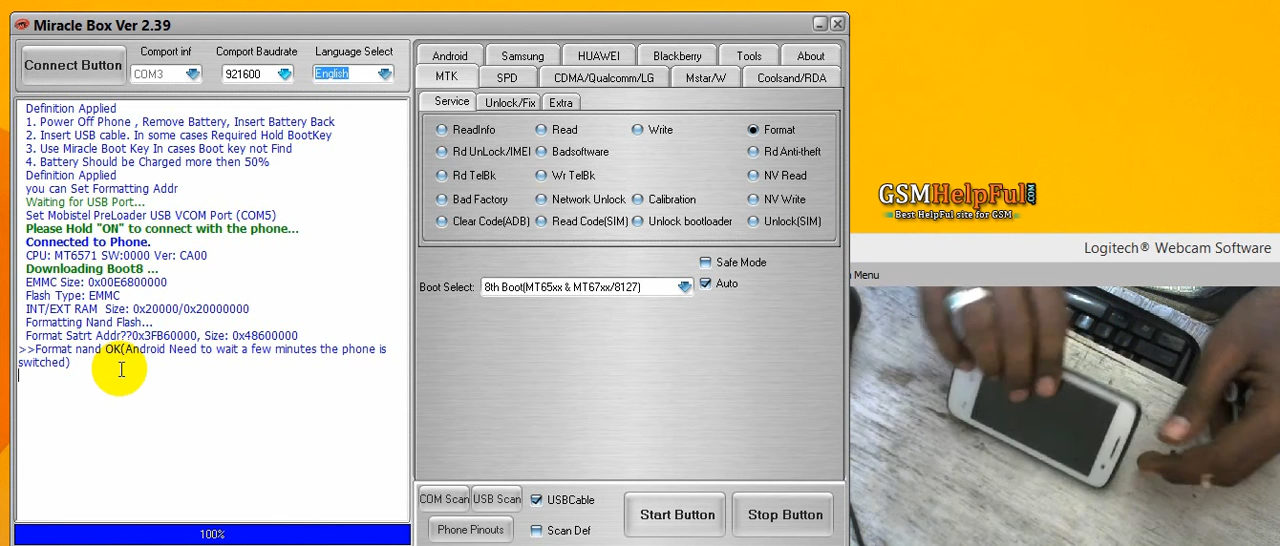 Miracle Box Ver 2.39
Connect Button
Comport inf
Comport Baudrate
Language Select
COM3
921600
English
Definition Applied
1. Power Off Phone , Remove Battery, Insert Battery Back
2. Insert USB cable. In some cases Required Hold BootKey
3. Use Miracle Boot Key In cases Boot key not Find
4. Battery Should be Charged more then 50%
Definition Applied
you can Set Formatting Addr
Waiting for USB Port...
Set Mobistel PreLoader USB VCOM Port (COM5)
Please Hold "ON" to connect with the phone...
Connected to Phone.
CPU: MT6571 SW:0000 Ver: CA00
Downloading Boot8 ...
EMMC Size: 0x00E6800000
Flash Type: EMMC
INT/EXT RAM  Size: 0x20000/0x20000000
Formatting Nand Flash...
Format Satrt Addr??0x3FB60000, Size: 0x48600000
>>Format nand OK(Android Need to wait a few minutes the phone is
switched)
100%
Android
Samsung
HUAWEI
Blackberry
Tools
About
MTK
SPD
CDMA/Qualcomm/LG
Mstar/W
Coolsand/RDA
Service
Unlock/Fix
Extra
ReadInfo
Read
Write
Format
Rd UnLock/IMEI
Badsoftware
Rd Anti-theft
Rd TelBk
Wr TelBk
NV Read
Bad Factory
Network Unlock
Calibration
NV Write
Clear Code(ADB)
Read Code(SIM)
Unlock bootloader
Unlock(SIM)
Safe Mode
Boot Select:
8th Boot(MT65xx & MT67xx/8127)
Auto
COM Scan
USB Scan
USBCable
Start Button
Stop Button
Phone Pinouts
Scan Def
GSMHelpFul.COM
Best HelpFul site for GSM
Logitech® Webcam Software
Menu